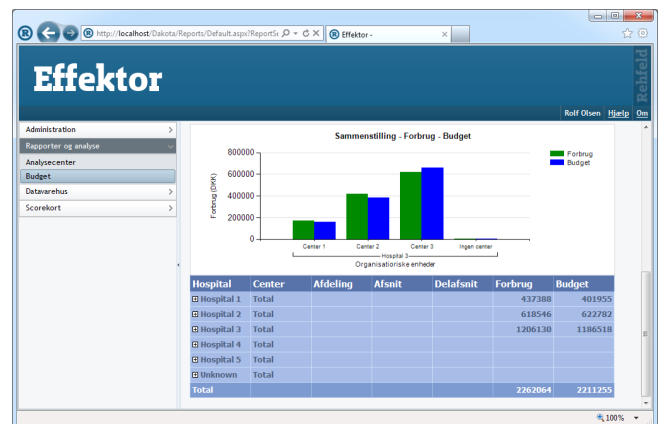 http://localhost/Dakota/Reports/Default.aspx?ReportSe
Effektor -
Effektor
Rehfeld
Rolf Olsen Hjælp Om
Administration
Rapporter og analyse
Analysecenter
Budget
Datavarehus
Scorekort
Sammenstilling - Forbrug - Budget
Forbrug
Budget
Forbrug (DKK)
800000
600000
400000
200000
0
Center 1 Center 2 Center 3 Ingen center
Hospital 3
Organisatioriske enheder
Hospital Center Afdeling Afsnit Delafsnit Forbrug Budget
Hospital 1 Total 437388 401955
Hospital 2 Total 618546 622782
Hospital 3 Total 1206130 1186518
Hospital 4 Total
Hospital 5 Total
Unknown Total
Total 2262064 2211255
100%